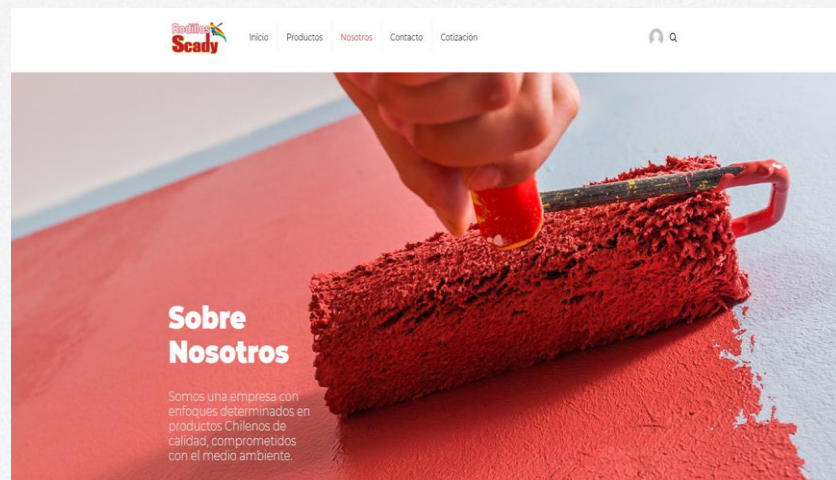 Rodillos
Scady
Inicio
Productos
Nosotros
Contacto
Cotización
Sobre
Nosotros
Somos una empresa con
enfoques determinados en
productos Chilenos de
calidad, comprometidos
con el medio ambiente.